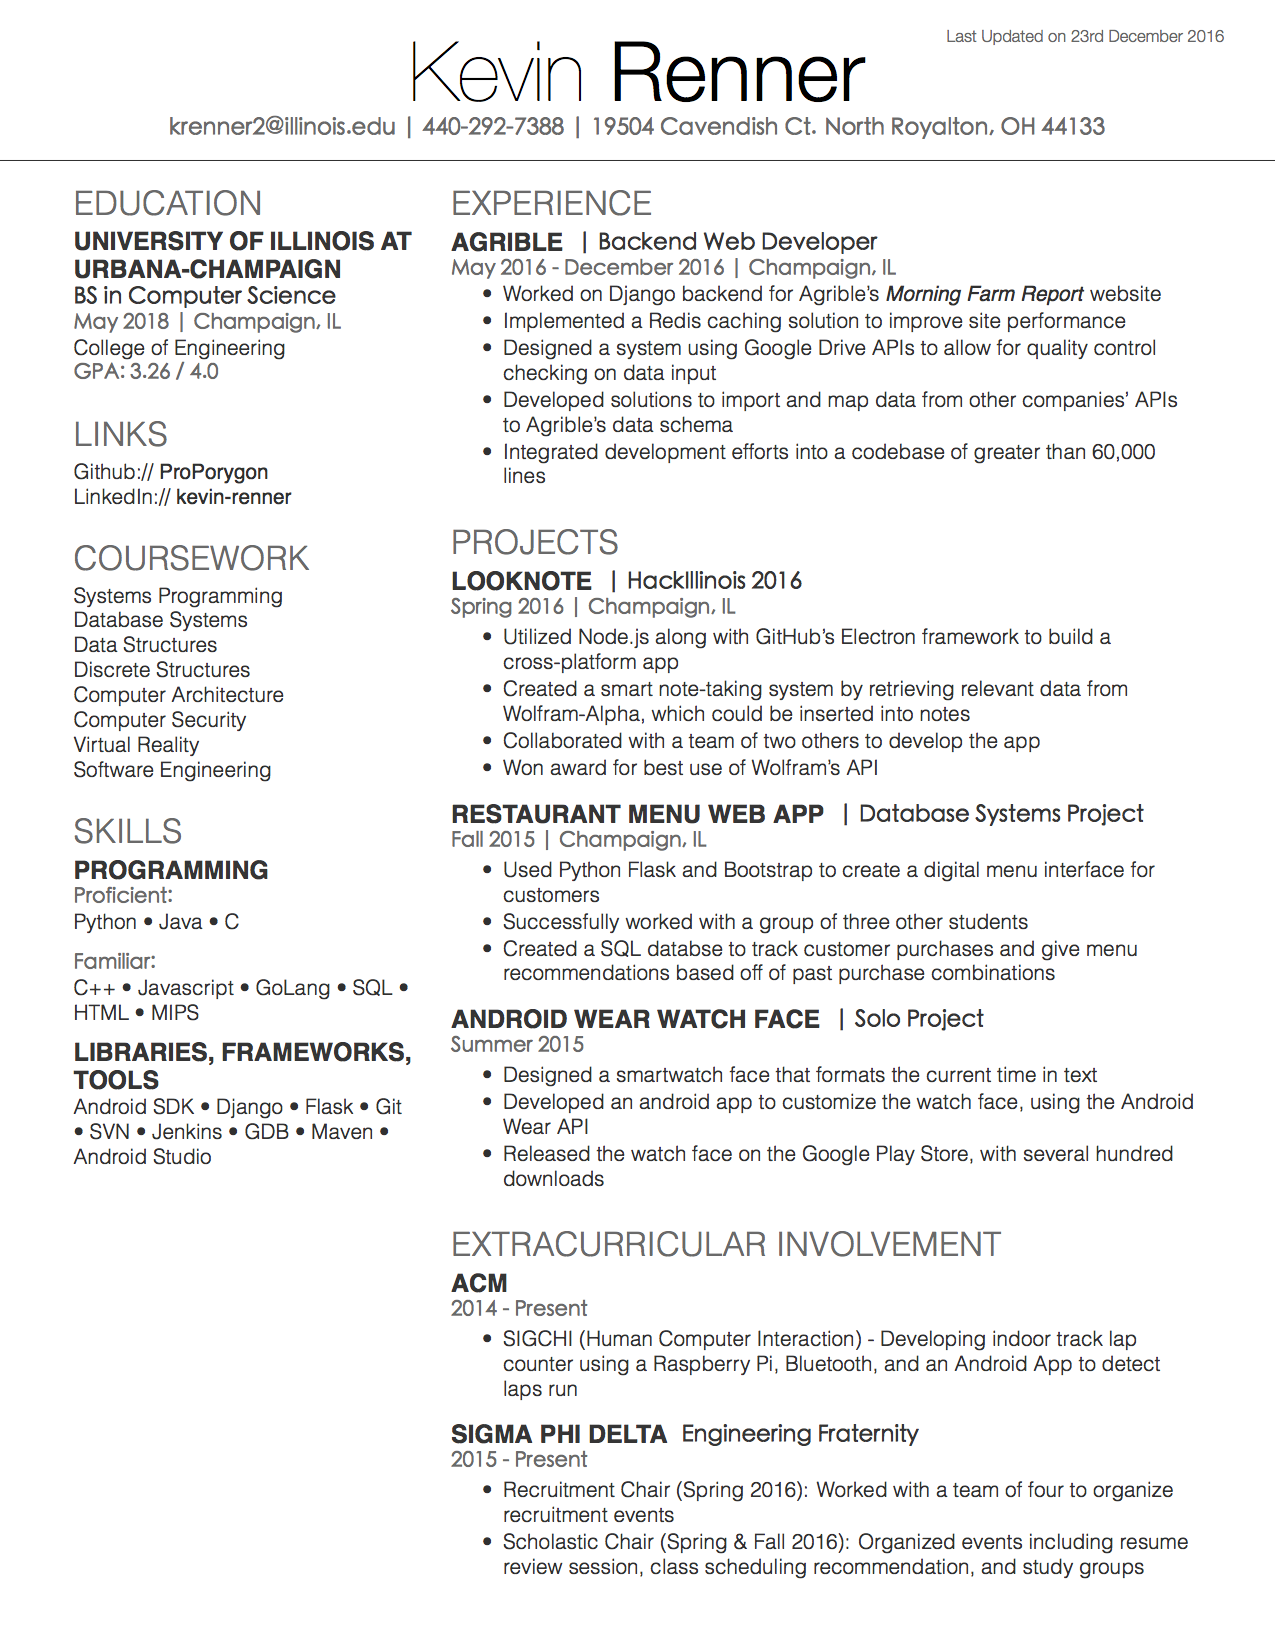 Last Updated on 23rd December 2016
Kevin Renner
krenner2@illinois.edu | 440-292-7388 | 19504 Cavendish Ct. North Royalton, OH 44133
EDUCATION
UNIVERSITY OF ILLINOIS AT
URBANA-CHAMPAIGN
BS in Computer Science
May 2018 | Champaign, IL
College of Engineering
GPA: 3.26 / 4.0
LINKS
Github:// ProPorygon
LinkedIn:// kevin-renner
COURSEWORK
Systems Programming
Database Systems
Data Structures
Discrete Structures
Computer Architecture
Computer Security
Virtual Reality
Software Engineering
SKILLS
PROGRAMMING
Proficient:
Python • Java • C
Familiar:
C++ • Javascript • GoLang • SQL •
HTML • MIPS
LIBRARIES, FRAMEWORKS,
TOOLS
Android SDK • Django • Flask • Git
• SVN • Jenkins • GDB • Maven •
Android Studio
EXPERIENCE
AGRIBLE | Backend Web Developer
May 2016 - December 2016 | Champaign, IL
• Worked on Django backend for Agrible’s Morning Farm Report website
• Implemented a Redis caching solution to improve site performance
• Designed a system using Google Drive APIs to allow for quality control
checking on data input
• Developed solutions to import and map data from other companies’ APIs
to Agrible’s data schema
• Integrated development efforts into a codebase of greater than 60,000
lines
PROJECTS
LOOKNOTE | HackIllinois 2016
Spring 2016 | Champaign, IL
• Utilized Node.js along with GitHub’s Electron framework to build a
cross-platform app
• Created a smart note-taking system by retrieving relevant data from
Wolfram-Alpha, which could be inserted into notes
• Collaborated with a team of two others to develop the app
• Won award for best use of Wolfram’s API
RESTAURANT MENU WEB APP | Database Systems Project
Fall 2015 | Champaign, IL
• Used Python Flask and Bootstrap to create a digital menu interface for
customers
• Successfully worked with a group of three other students
• Created a SQL databse to track customer purchases and give menu
recommendations based off of past purchase combinations
ANDROID WEAR WATCH FACE | Solo Project
Summer 2015
• Designed a smartwatch face that formats the current time in text
• Developed an android app to customize the watch face, using the Android
Wear API
• Released the watch face on the Google Play Store, with several hundred
downloads
EXTRACURRICULAR INVOLVEMENT
ACM
2014 - Present
• SIGCHI (Human Computer Interaction) - Developing indoor track lap
counter using a Raspberry Pi, Bluetooth, and an Android App to detect
laps run
SIGMA PHI DELTA Engineering Fraternity
2015 - Present
• Recruitment Chair (Spring 2016): Worked with a team of four to organize
recruitment events
• Scholastic Chair (Spring & Fall 2016): Organized events including resume
review session, class scheduling recommendation, and study groups